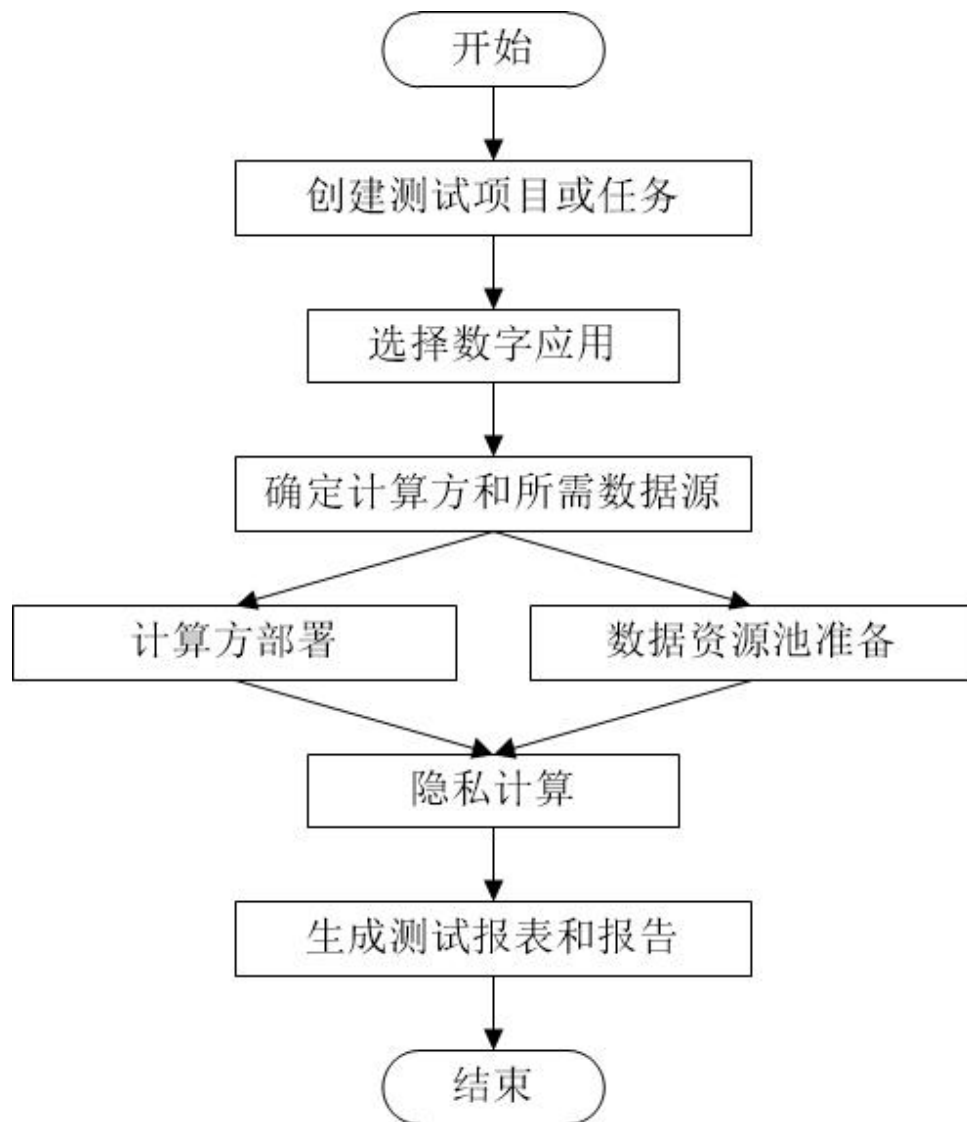 开始
创建测试项目或任务
选择数字应用
确定计算方和所需数据源
计算方部署
数据资源池准备
隐私计算
生成测试报表和报告
结束